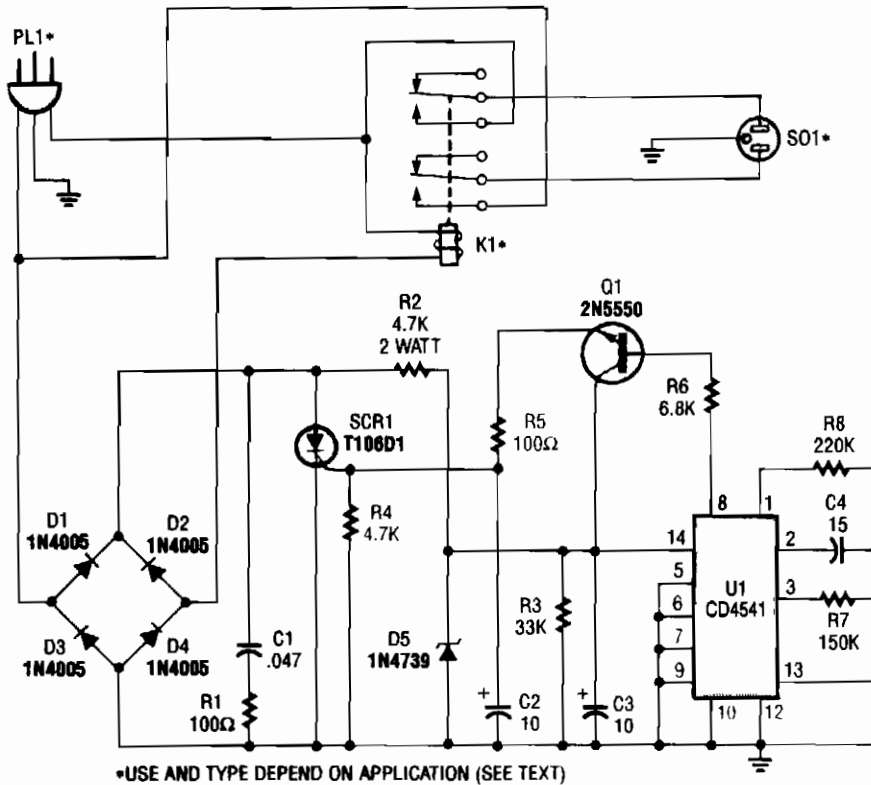 PL1*
SO1*
K1*
Q1
2N5550
R2
4.7K
2 WATT
R6
6.8K
R5
100Ω
R8
220K
SCR1
T106D1
C4
15
8
1
R4
4.7K
D1
1N4005
D2
1N4005
14
2
5
U1
CD4541
3
6
R3
33K
R7
150K
D3
1N4005
D4
1N4005
C1
.047
D5
1N4739
7
9
13
R1
100Ω
+
C2
10
+
C3
10
10
12
*USE AND TYPE DEPEND ON APPLICATION (SEE TEXT)